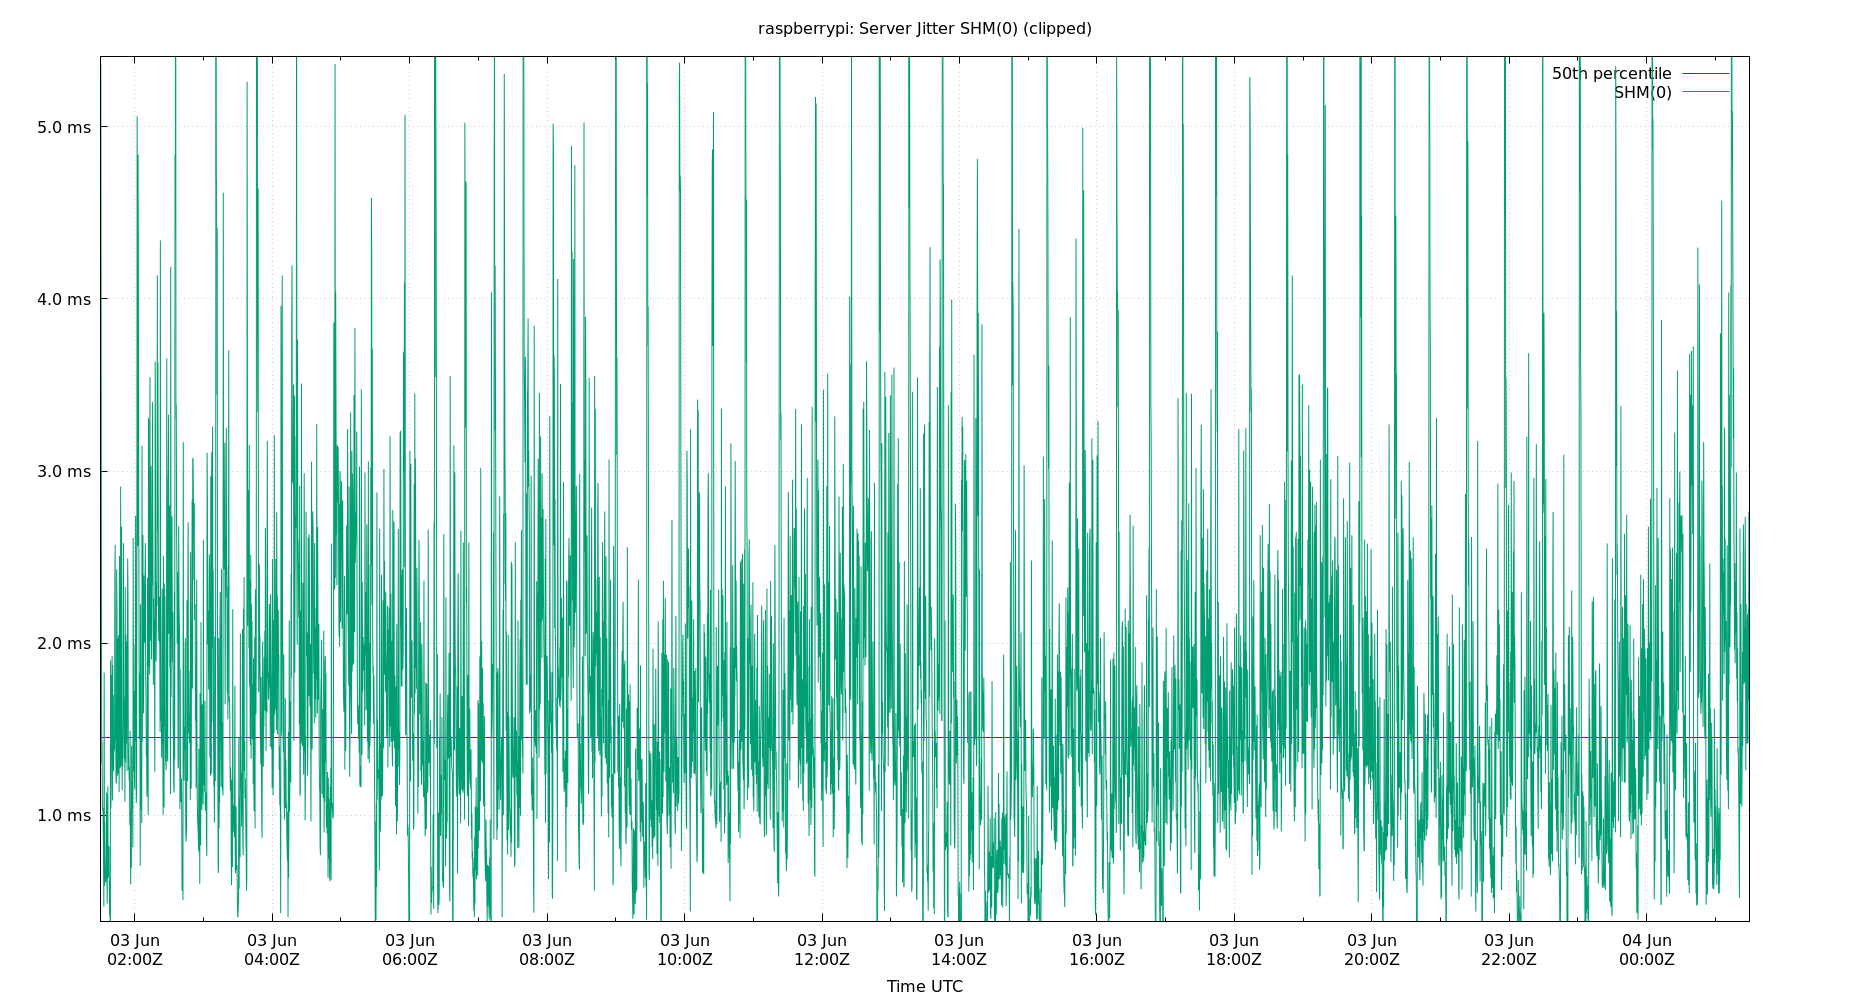 raspberrypi: Server Jitter SHM(0) (clipped)
50th percentile
SHM(0)
5.0 ms
4.0 ms
3.0 ms
2.0 ms
1.0 ms
03 Jun 03 Jun 03 Jun 03 Jun 03 Jun 03 Jun 03 Jun 03 Jun 03 Jun 03 Jun 03 Jun 04 Jun
02:00Z 04:00Z 06:00Z 08:00Z 10:00Z 12:00Z 14:00Z 16:00Z 18:00Z 20:00Z 22:00Z 00:00Z
Time UTC